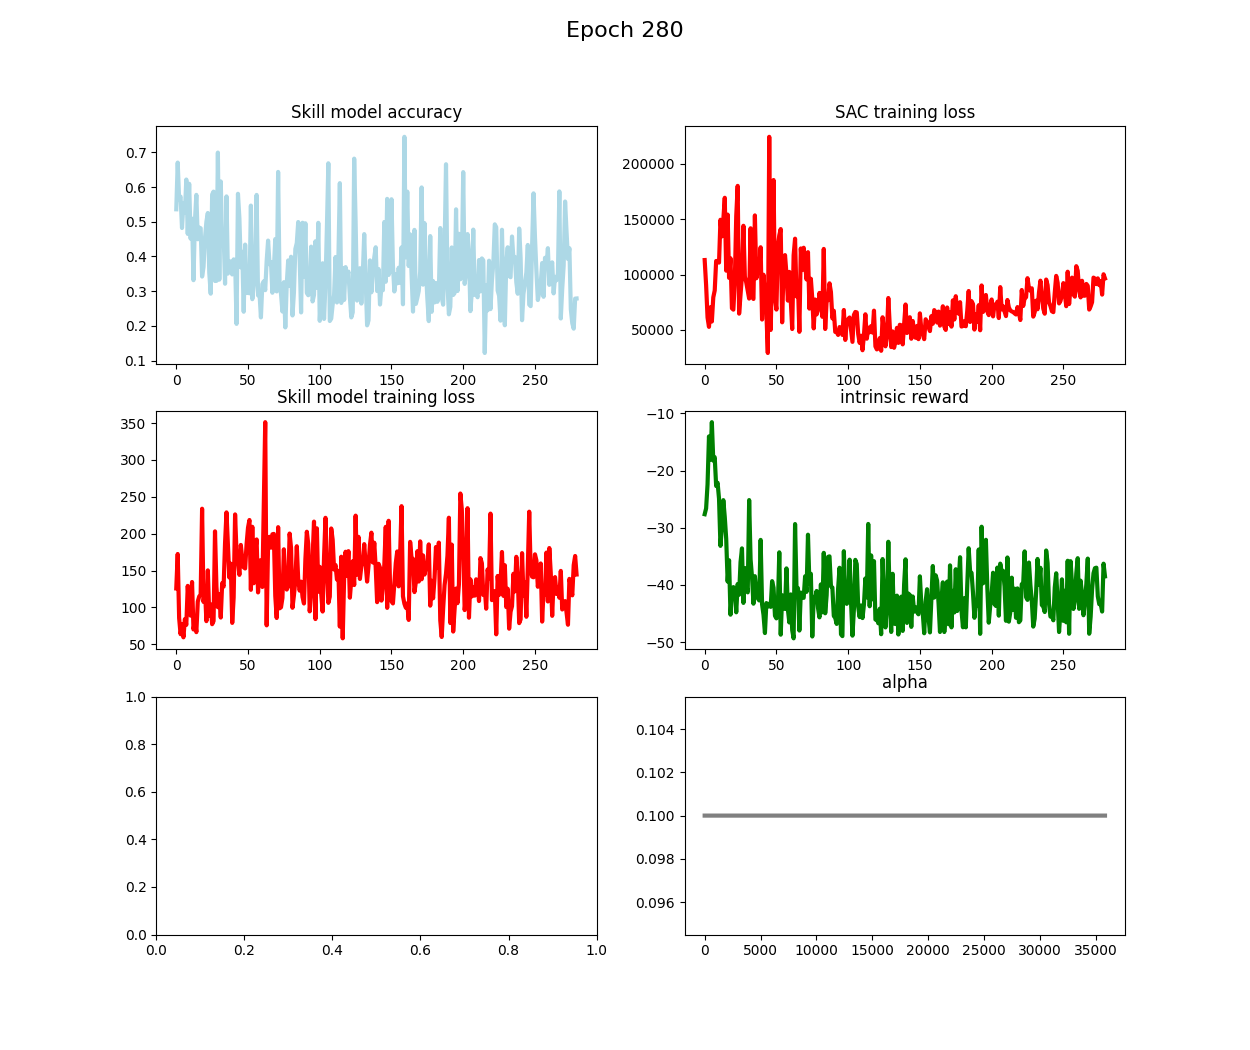 Epoch 280
Skill model accuracy
0.7
0.6
0.5
0.4
0.3
0.2
0.1
0 50 100 150 200 250
SAC training loss
200000
150000
100000
50000
0 50 100 150 200 250
Skill model training loss
350
300
250
200
150
100
50
0 50 100 150 200 250
intrinsic reward
−10
−20
−30
−40
−50
0 50 100 150 200 250
1.0
0.8
0.6
0.4
0.2
0.0
0.0 0.2 0.4 0.6 0.8 1.0
alpha
0.104
0.102
0.100
0.098
0.096
0 5000 10000 15000 20000 25000 30000 35000